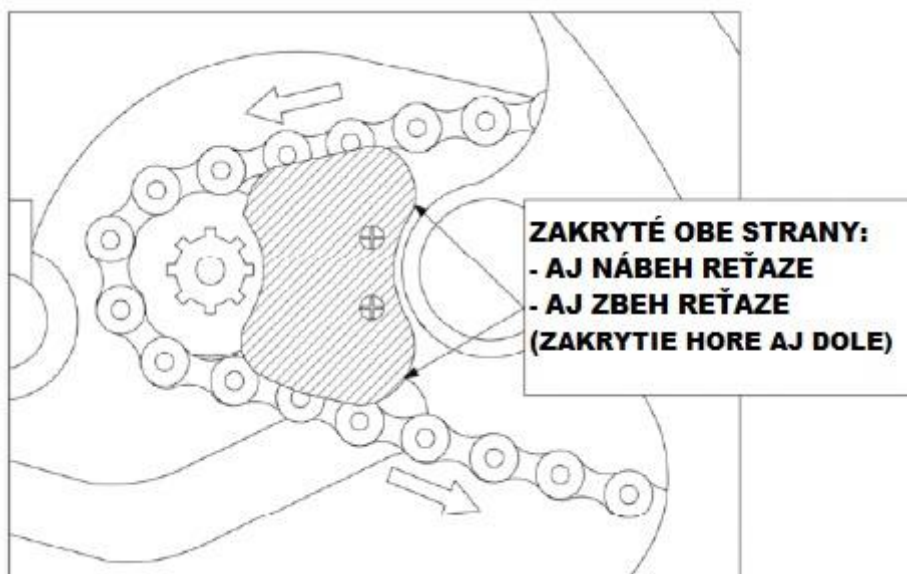 ZAKRYTÉ OBE STRANY:
- AJ NÁBEH REŤAZE
- AJ ZBEH REŤAZE
(ZAKRYTIE HORE AJ DOLE)